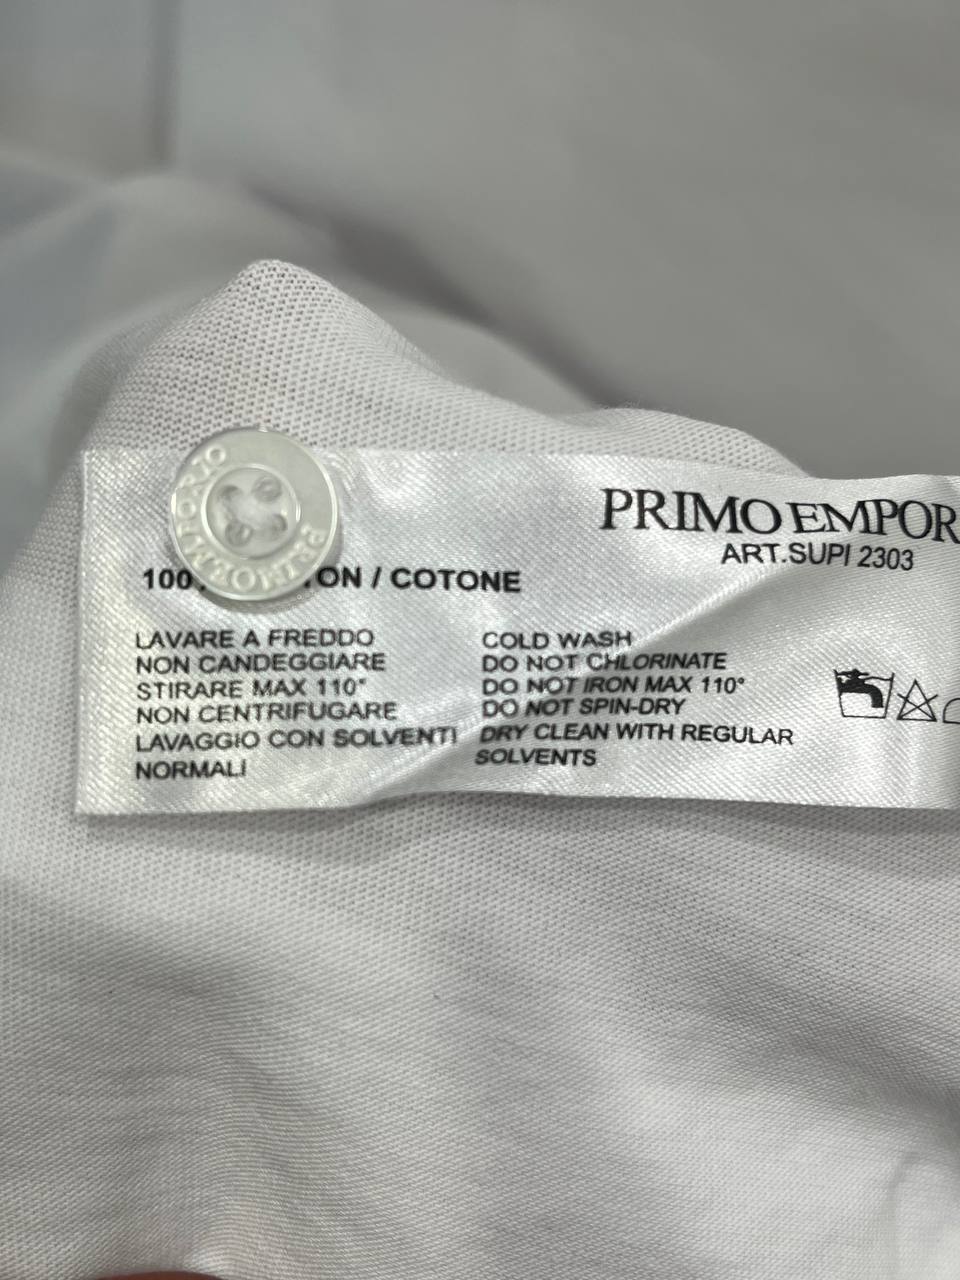 PRIMO EMPOR
ART.SUPI 2303
PRIMO EMPORIO
100 ON / COTONE
LAVARE A FREDDO
NON CANDEGGIARE
STIRARE MAX 110°
NON CENTRIFUGARE
LAVAGGIO CON SOLVENTI
NORMALI
COLD WASH
DO NOT CHLORINATE
DO NOT IRON MAX 110°
DO NOT SPIN-DRY
DRY CLEAN WITH REGULAR
SOLVENTS